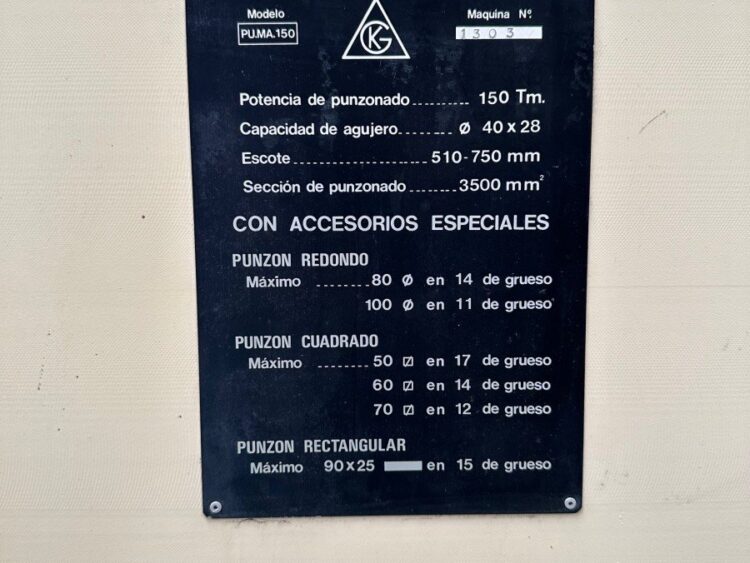 Modelo
PU.MA.150
KG
Maquina Nº.
1303
Potencia de punzonado 150 Tm.
Capacidad de agujero ø 40 x 28
Escote 510-750 mm
Sección de punzonado 3500 mm²
CON ACCESORIOS ESPECIALES
PUNZON REDONDO
Máximo 80 ø en 14 de grueso
100 ø en 11 de grueso
PUNZON CUADRADO
Máximo 50 ⍁ en 17 de grueso
60 ⍁ en 14 de grueso
70 ⍁ en 12 de grueso
PUNZON RECTANGULAR
Máximo 90x25 en 15 de grueso